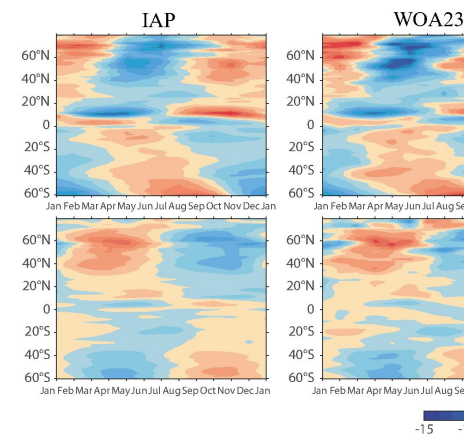 IAP WOA23
60°N 60°N
40°N 40°N
20°N 20°N
0 0
20°S 20°S
40°S 40°S
60°S 60°S
Jan Feb Mar Apr May Jun Jul Aug Sep Oct Nov Dec Jan Jan Feb Mar Apr May Jun Jul Aug Se
60°N 60°N
40°N 40°N
20°N 20°N
0 0
20°S 20°S
40°S 40°S
60°S 60°S
Jan Feb Mar Apr May Jun Jul Aug Sep Oct Nov Dec Jan Jan Feb Mar Apr May Jun Jul Aug Se
-15